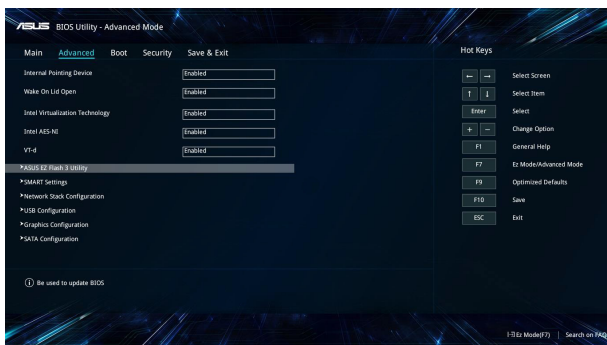 ASUS BIOS Utility - Advanced Mode
Main Advanced Boot Security Save & Exit
Internal Pointing Device Enabled
Wake On Lid Open Enabled
Intel Virtualization Technology Enabled
Intel AES-NI Enabled
VT-d Enabled
ASUS EZ Flash 3 Utility
SMART Settings
Network Stack Configuration
USB Configuration
Graphics Configuration
SATA Configuration
Be used to update BIOS
Hot Keys
← → Select Screen
↑ ↓ Select Item
Enter Select
+ − Change Option
F1 General Help
F7 Ez Mode/Advanced Mode
F9 Optimized Defaults
F10 Save
ESC Exit
Ez Mode(F7) | Search on FAQ